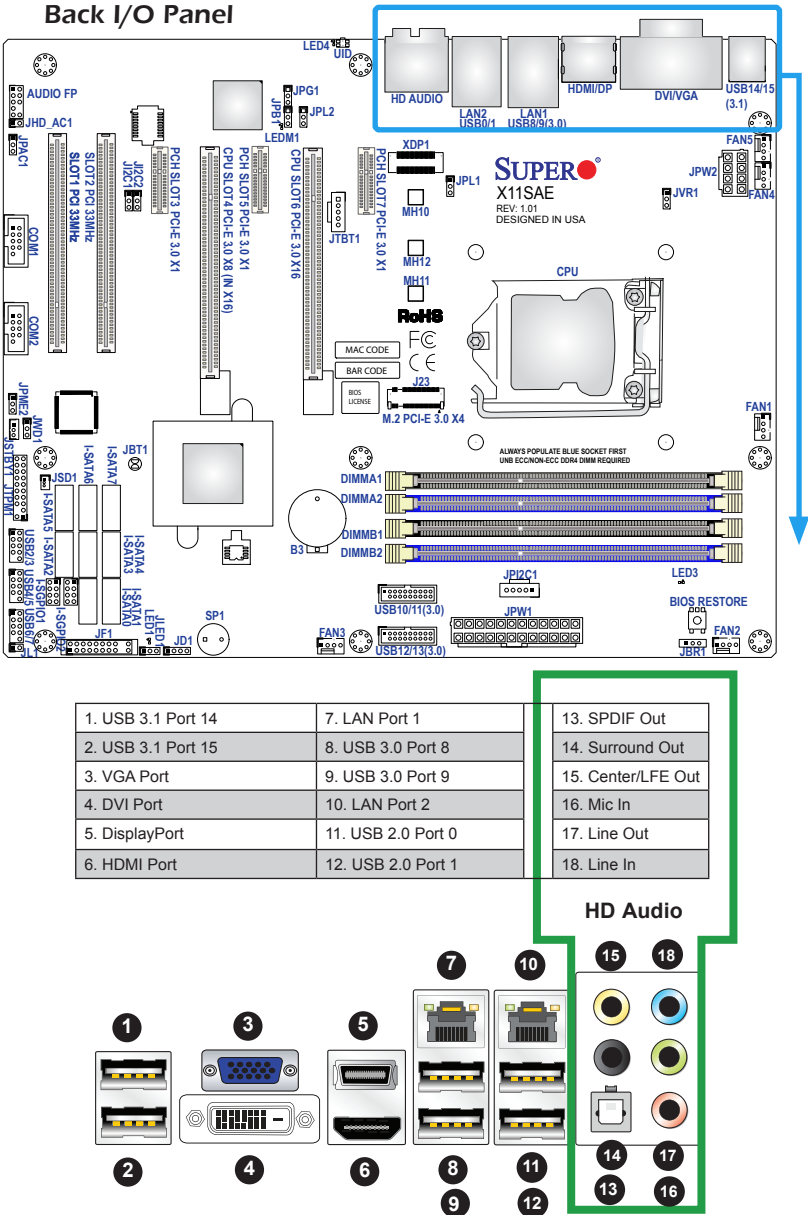 Back I/O Panel
LED4
UID
AUDIO FP
JHD_AC1
JPAC1
SLOT1 PCI 33MHz
SLOT2 PCI 33MHz
JI2C1
JI2C2
PCH SLOT3 PCI-E 3.0 X1
CPU SLOT4 PCI-E 3.0 X8 (IN X16)
PCH SLOT5 PCI-E 3.0 X1
JPB1
JPG1
JPL2
LEDM1
CPU SLOT6 PCI-E 3.0 X16
JTBT1
PCH SLOT7 PCI-E 3.0 X1
HD AUDIO
LAN2
USB0/1
LAN1
USB8/9(3.0)
HDMI/DP
DVI/VGA
USB14/15
(3.1)
XDP1
JPL1
MH10
MH12
MH11
SUPER
X11SAE
REV: 1.01
DESIGNED IN USA
JVR1
JPW2
FAN5
FAN4
CPU
COM1
COM2
RoHS
FC
CE
MAC CODE
BAR CODE
BIOS
LICENSE
J23
M.2 PCI-E 3.0 X4
FAN1
JPME2
JWD1
JSTBY1
JTPM1
JSD1
JBT1
I-SATA6
I-SATA7
I-SATA5
I-SATA2
I-SATA3
I-SATA4
I-SATA0
I-SATA1
USB2/3
USB4/5
USB6/7
I-SGPIO1
I-SGPIO2
ALWAYS POPULATE BLUE SOCKET FIRST
UNB ECC/NON-ECC DDR4 DIMM REQUIRED
DIMMA1
DIMMA2
DIMMB1
DIMMB2
B3
JPI2C1
LED3
USB10/11(3.0)
USB12/13(3.0)
JPW1
BIOS RESTORE
JBR1
FAN2
FAN3
SP1
JL1
JF1
LED1
JLED1
JD1
1. USB 3.1 Port 14 7. LAN Port 1 13. SPDIF Out
2. USB 3.1 Port 15 8. USB 3.0 Port 8 14. Surround Out
3. VGA Port 9. USB 3.0 Port 9 15. Center/LFE Out
4. DVI Port 10. LAN Port 2 16. Mic In
5. DisplayPort 11. USB 2.0 Port 0 17. Line Out
6. HDMI Port 12. USB 2.0 Port 1 18. Line In
HD Audio
7 10 15 18
1 3 5
2 4 6 8 11 14 17
9 12 13 16